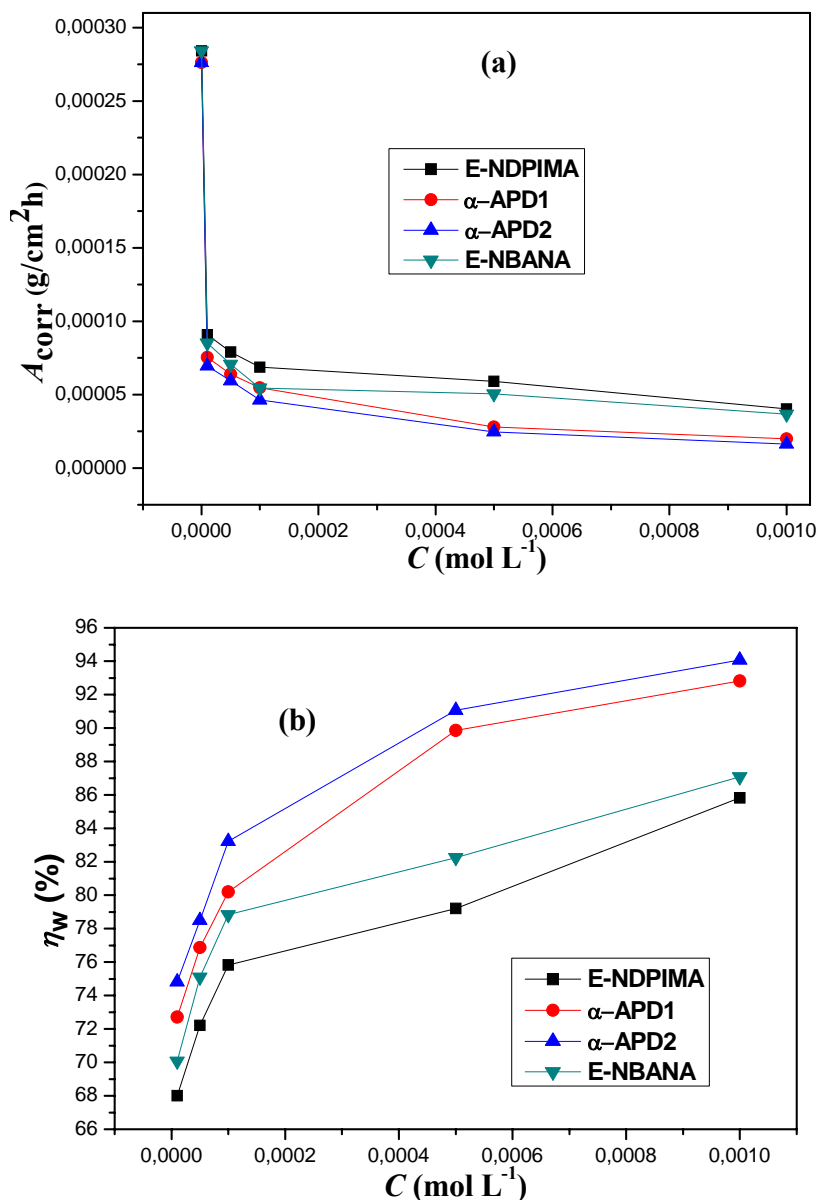 (a)
0,00030
0,00025
0,00020
0,00015
0,00010
0,00005
0,00000
A corr (g/cm²h)
E-NDPIMA
α–APD1
α–APD2
E-NBANA
0,0000 0,0002 0,0004 0,0006 0,0008 0,0010
C (mol L⁻¹)
(b)
96
94
92
90
88
86
84
82
80
78
76
74
72
70
68
66
ηw (%)
E-NDPIMA
α–APD1
α–APD2
E-NBANA
0,0000 0,0002 0,0004 0,0006 0,0008 0,0010
C (mol L⁻¹)